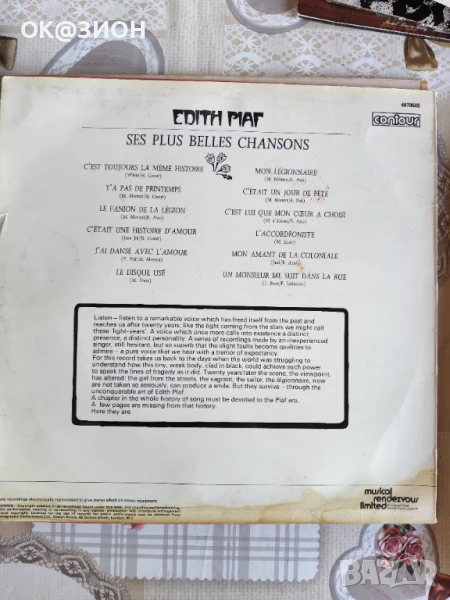 ОК@ЗИОН
6870505
EDITH PIAF
contour
SES PLUS BELLES CHANSONS
C'EST TOUJOURS LA MÊME HISTOIRE
MON LÉGIONNAIRE
Y'A PAS DE PRINTEMPS
C'ÉTAIT UN JOUR DE FÊTE
LE FANION DE LA LÉGION
C'EST LUI QUE MON CŒUR A CHOISI
C'ÉTAIT UNE HISTOIRE D'AMOUR
L'ACCORDÉONISTE
J'AI DANSÉ AVEC L'AMOUR
MON AMANT DE LA COLONIALE
LE DISQUE USÉ
UN MONSIEUR ME SUIT DANS LA RUE
Listen – listen to a remarkable voice which has freed itself from the past and
reaches us after twenty years: like the light coming from the stars we might call
these 'light-years'. A voice which once more calls into existence a distinct
presence, a distinct personality. A series of recordings made by an inexperienced
singer, still hesitant, but so superb that the slight faults become qualities to
admire – a pure voice that we hear with a tremor of expectancy.
For this record takes us back to the days when the world was struggling to
understand how this tiny, weak body, clad in black, could achieve such power
to speak the lines of tragedy as it did. Twenty years later the scene, the viewpoint,
has altered: the girl from the streets, the vagrant, the sailor, the légionnaire, now
are not taken so seriously, can produce a smile. But they survive – through the
unconquerable art of Edith Piaf.
A chapter in the whole history of song must be devoted to the Piaf era.
A few pages are missing from that history.
Here they are
musical
rendezvous
limited
BAZAR